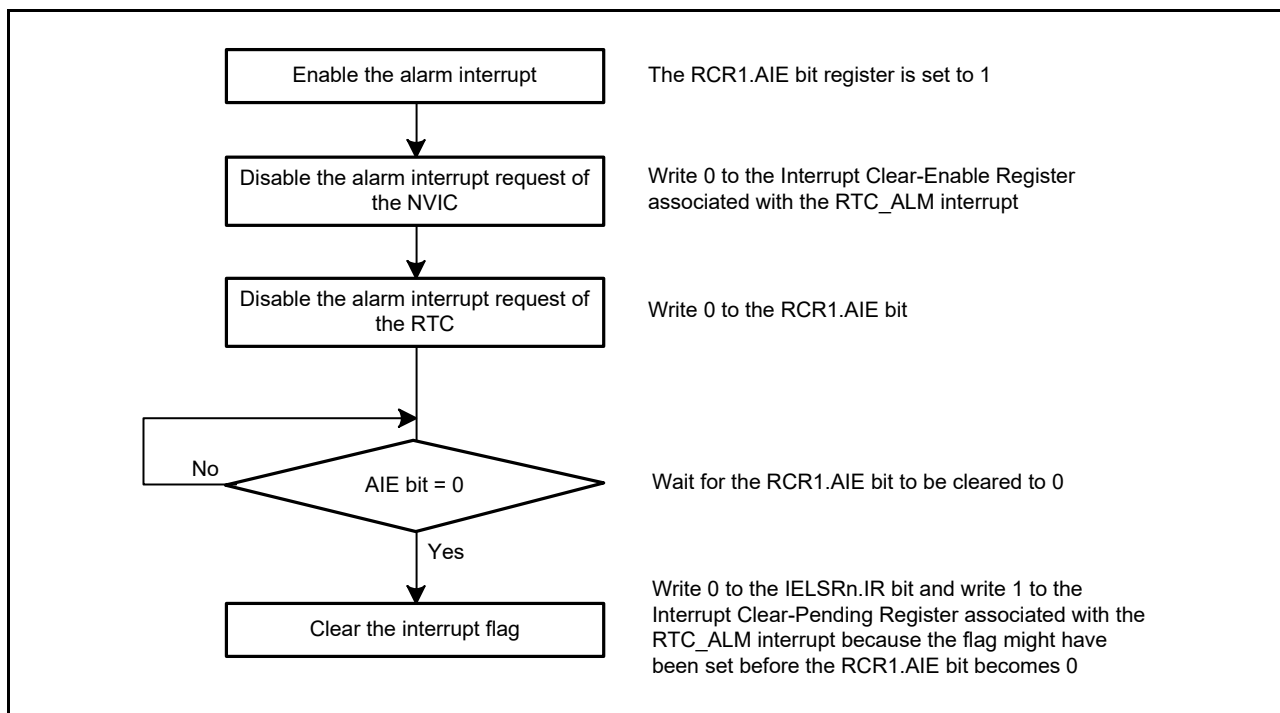 Enable the alarm interrupt
The RCR1.AIE bit register is set to 1
Disable the alarm interrupt request of
the NVIC
Write 0 to the Interrupt Clear-Enable Register
associated with the RTC_ALM interrupt
Disable the alarm interrupt request of
the RTC
Write 0 to the RCR1.AIE bit
No
AIE bit = 0
Wait for the RCR1.AIE bit to be cleared to 0
Yes
Clear the interrupt flag
Write 0 to the IELSRn.IR bit and write 1 to the
Interrupt Clear-Pending Register associated with the
RTC_ALM interrupt because the flag might have
been set before the RCR1.AIE bit becomes 0